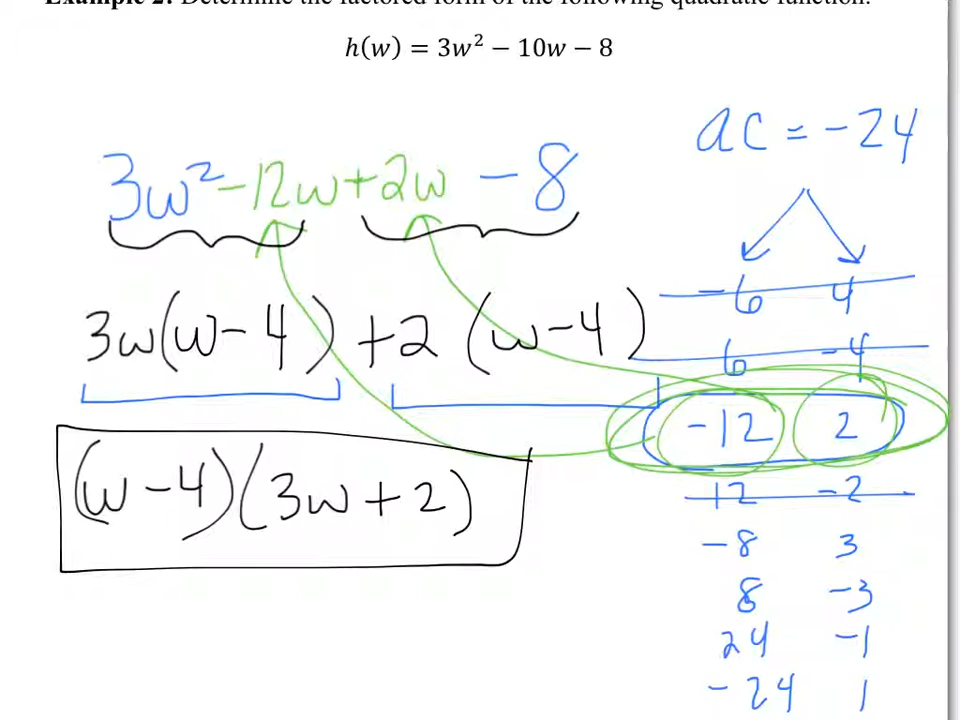 Example 2: Determine the factored form of the following quadratic function.
h(w) = 3w² − 10w − 8
ac = -24
3w² -12w +2w - 8
-6 4
3w(w - 4) + 2 (w - 4)
6 -4
-12 2
(w - 4)(3w + 2)
12 -2
-8 3
8 -3
24 -1
-24 1